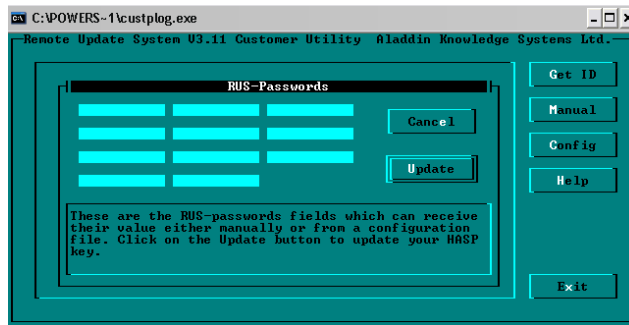 C:\POWERS~1\custplog.exe
Remote Update System V3.11 Customer Utility Aladdin Knowledge Systems Ltd.
RUS-Passwords
Cancel
Update
These are the RUS-passwords fields which can receive
their value either manually or from a configuration
file. Click on the Update button to update your HASP
key.
Get ID
Manual
Config
Help
Exit